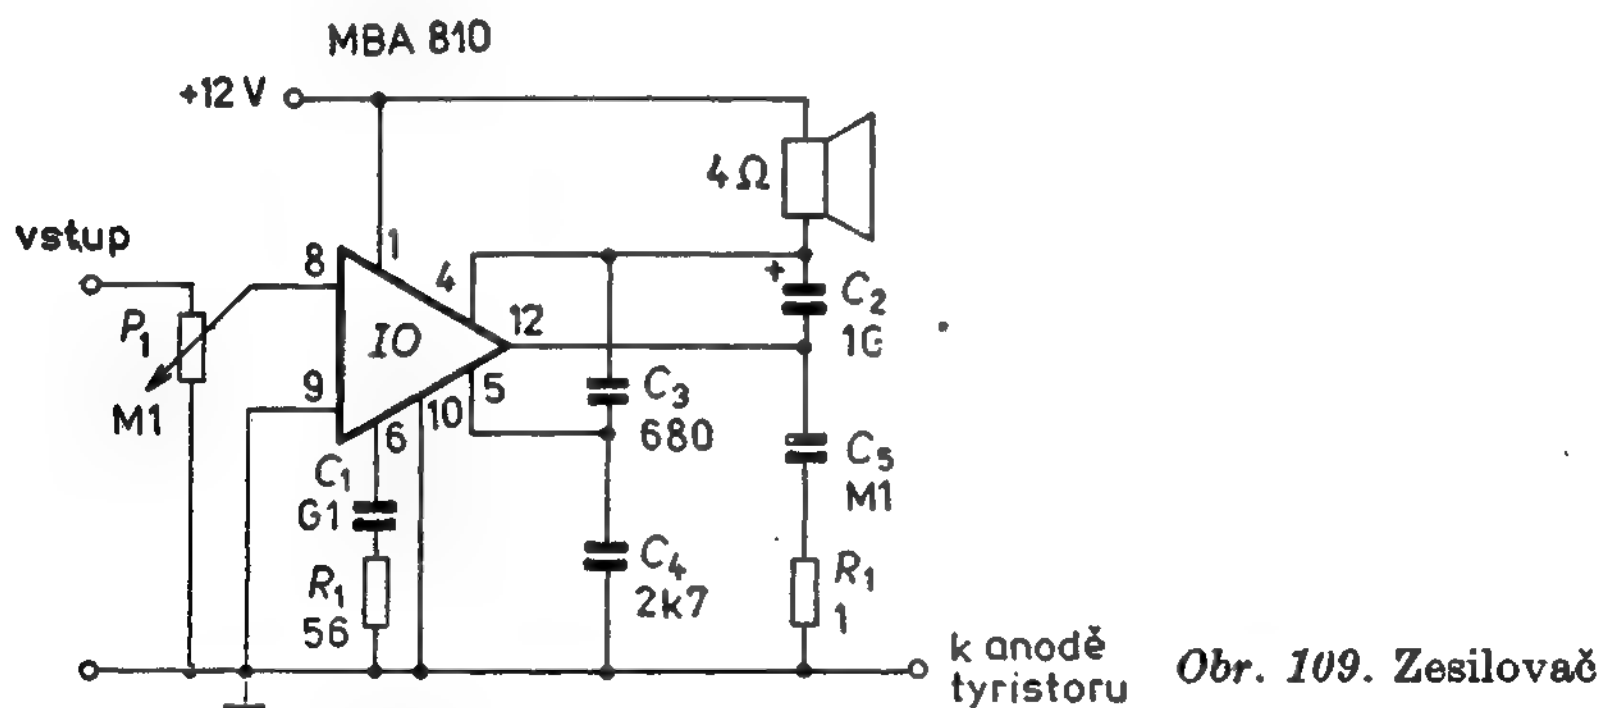 MBA 810
+12 V
4 Ω
vstup
8
1
4
12
P1
IO
+
C2
1G
9
5
10
6
M1
C3
680
C1
G1
C5
M1
R1
56
C4
2k7
R1
1
k anodě
tyristoru
Obr. 109. Zesilovač